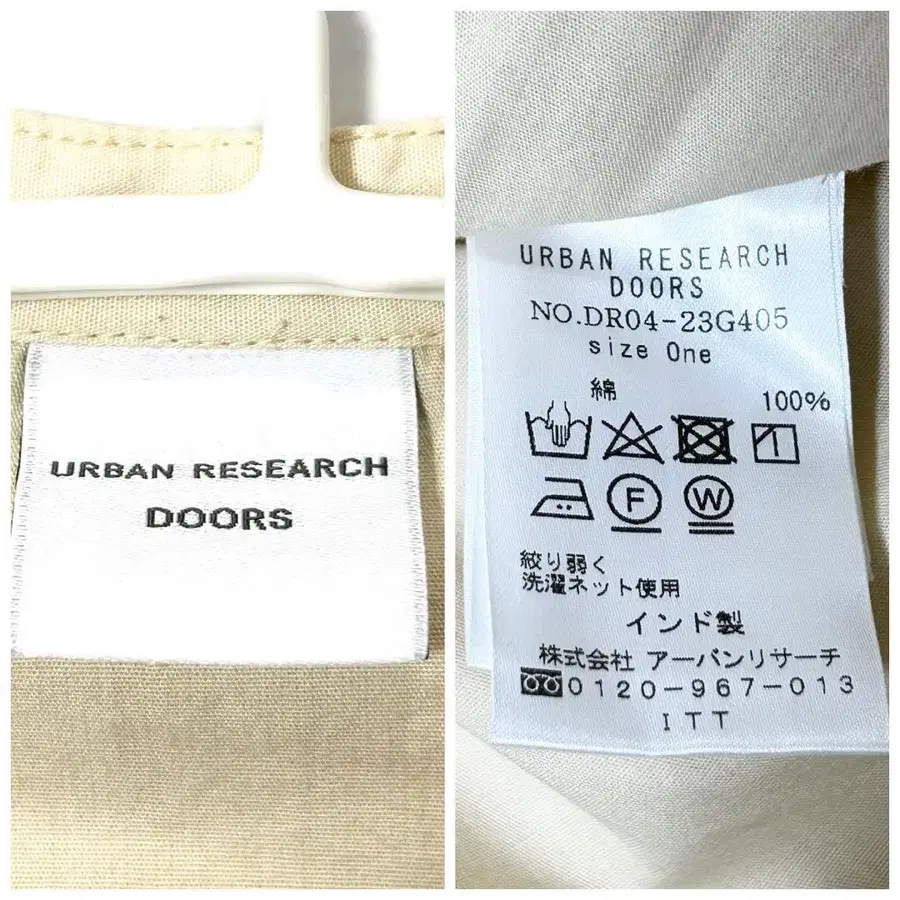 URBAN RESEARCH
DOORS
URBAN RESEARCH
DOORS
NO.DR04-23G405
size One
綿 100%
F W
絞り弱く
洗濯ネット使用
インド製
株式会社 アーバンリサーチ
0120-967-013
ITT